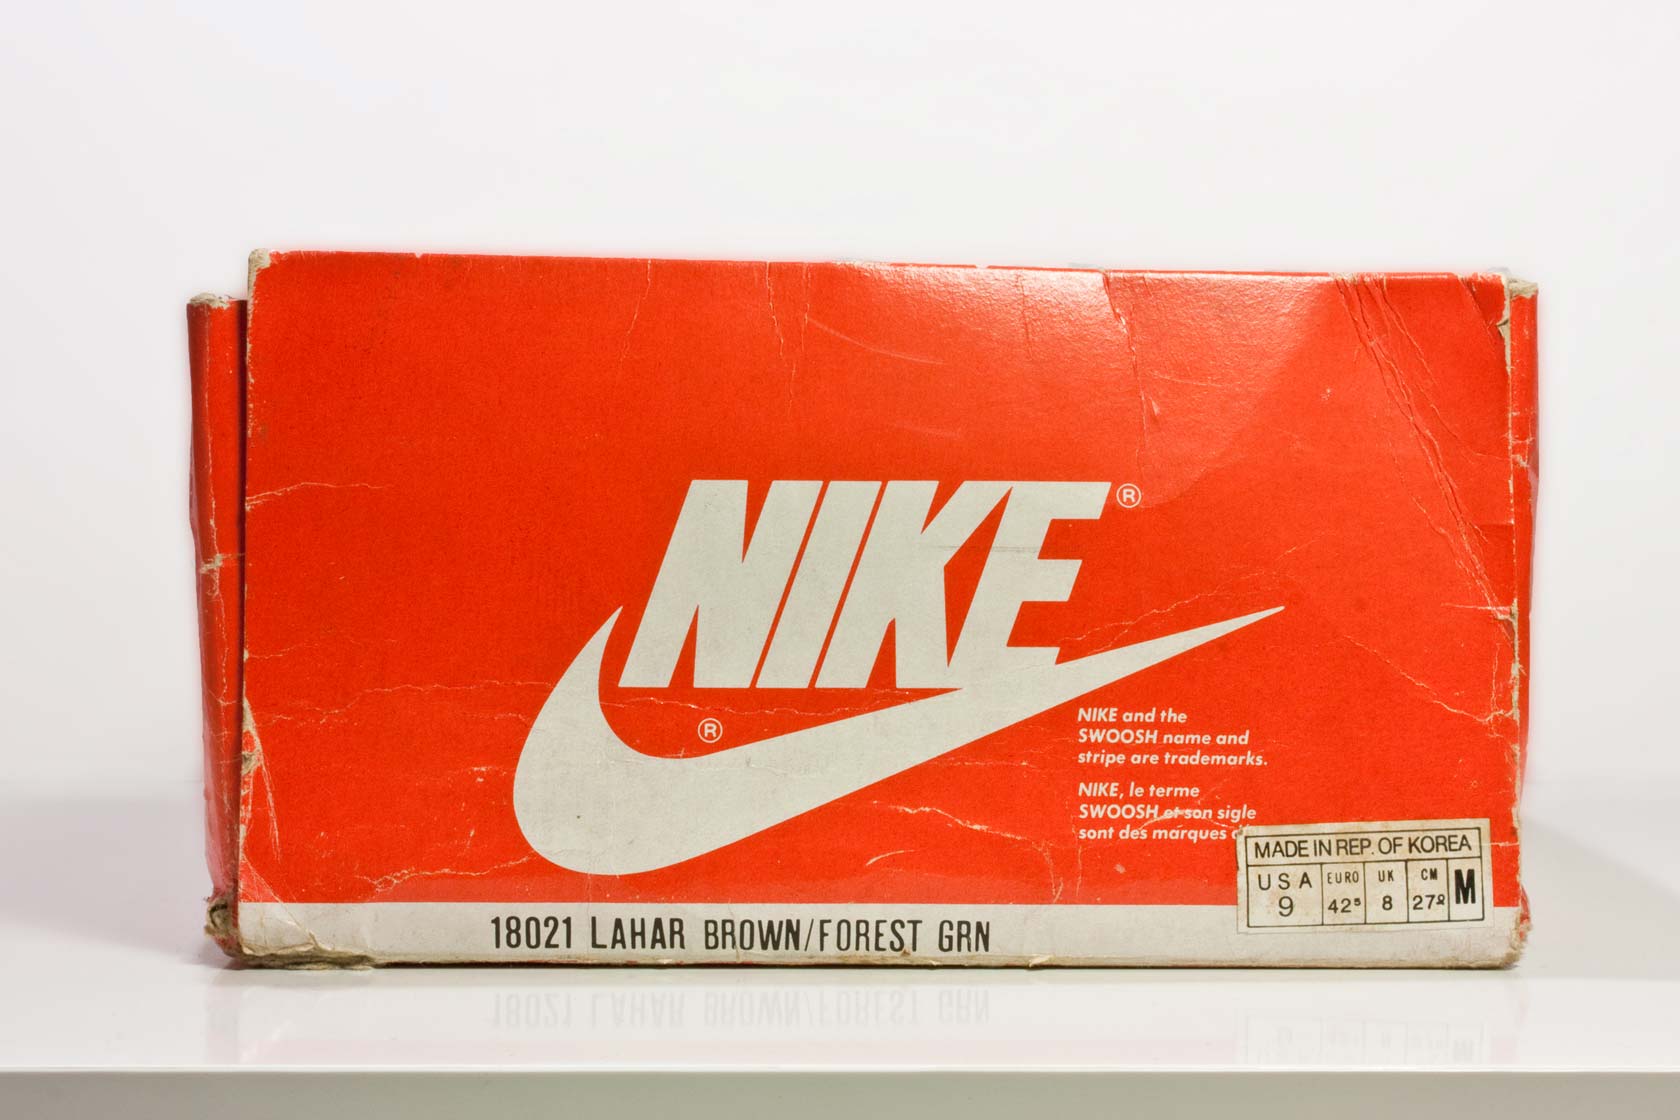 NIKE®
®
NIKE and the
SWOOSH name and
stripe are trademarks.
NIKE, le terme
SWOOSH et son sigle
sont des marques
MADE IN REP. OF KOREA
USA EURO UK CM M
9 42⁵ 8 27
18021 LAHAR BROWN/FOREST GRN